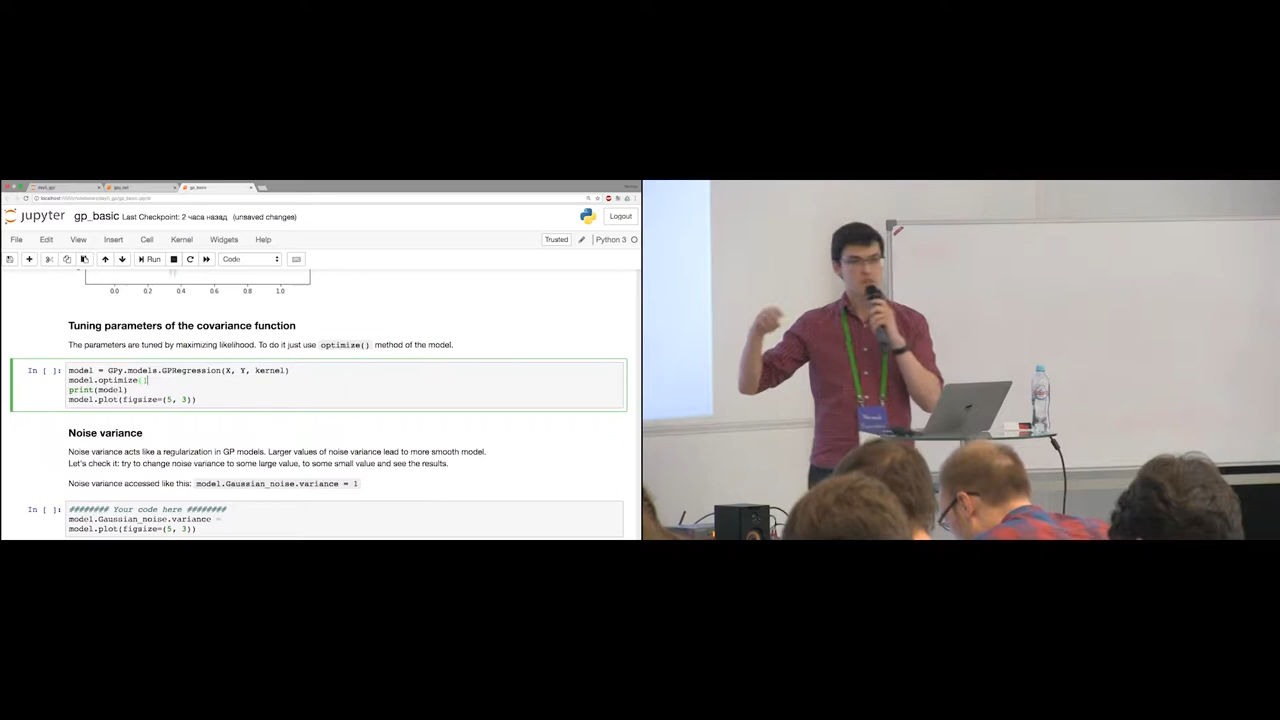 day5_gp/
gpy_opt
gp_basic
jupyter gp_basic Last Checkpoint: 2 часа назад (unsaved changes)
Logout
File Edit View Insert Cell Kernel Widgets Help
Trusted
Python 3
Run
Code
0.0 0.2 0.4 0.6 0.8 1.0
Tuning parameters of the covariance function
The parameters are tuned by maximizing likelihood. To do it just use optimize() method of the model.
In [ ]: model = GPy.models.GPRegression(X, Y, kernel)
model.optimize()
print(model)
model.plot(figsize=(5, 3))
Noise variance
Noise variance acts like a regularization in GP models. Larger values of noise variance lead to more smooth model.
Let's check it: try to change noise variance to some large value, to some small value and see the results.
Noise variance accessed like this: model.Gaussian_noise.variance = 1
In [ ]: ######## Your code here ########
model.Gaussian_noise.variance =
model.plot(figsize=(5, 3))